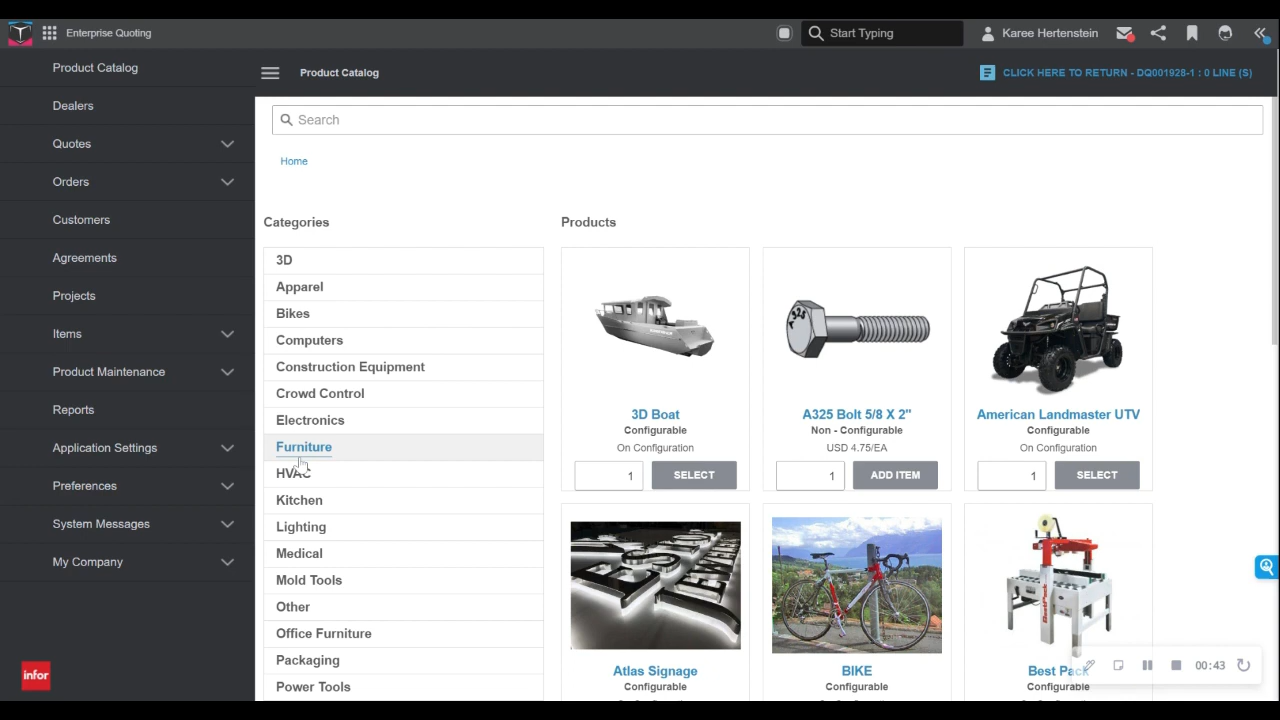 Enterprise Quoting
Start Typing
Karee Hertenstein
Product Catalog
Dealers
Quotes
Orders
Customers
Agreements
Projects
Items
Product Maintenance
Reports
Application Settings
Preferences
System Messages
My Company
infor
Product Catalog
CLICK HERE TO RETURN - DQ001928-1 : 0 LINE (S)
Search
Home
Categories
3D
Apparel
Bikes
Computers
Construction Equipment
Crowd Control
Electronics
Furniture
HVAC
Kitchen
Lighting
Medical
Mold Tools
Other
Office Furniture
Packaging
Power Tools
Products
3D Boat
Configurable
On Configuration
1 SELECT
A325
A325 Bolt 5/8 X 2"
Non - Configurable
USD 4.75/EA
1 ADD ITEM
American Landmaster UTV
Configurable
On Configuration
1 SELECT
Atlas Signage
Configurable
BIKE
Configurable
BestPack
Best Pack
Configurable
00:43